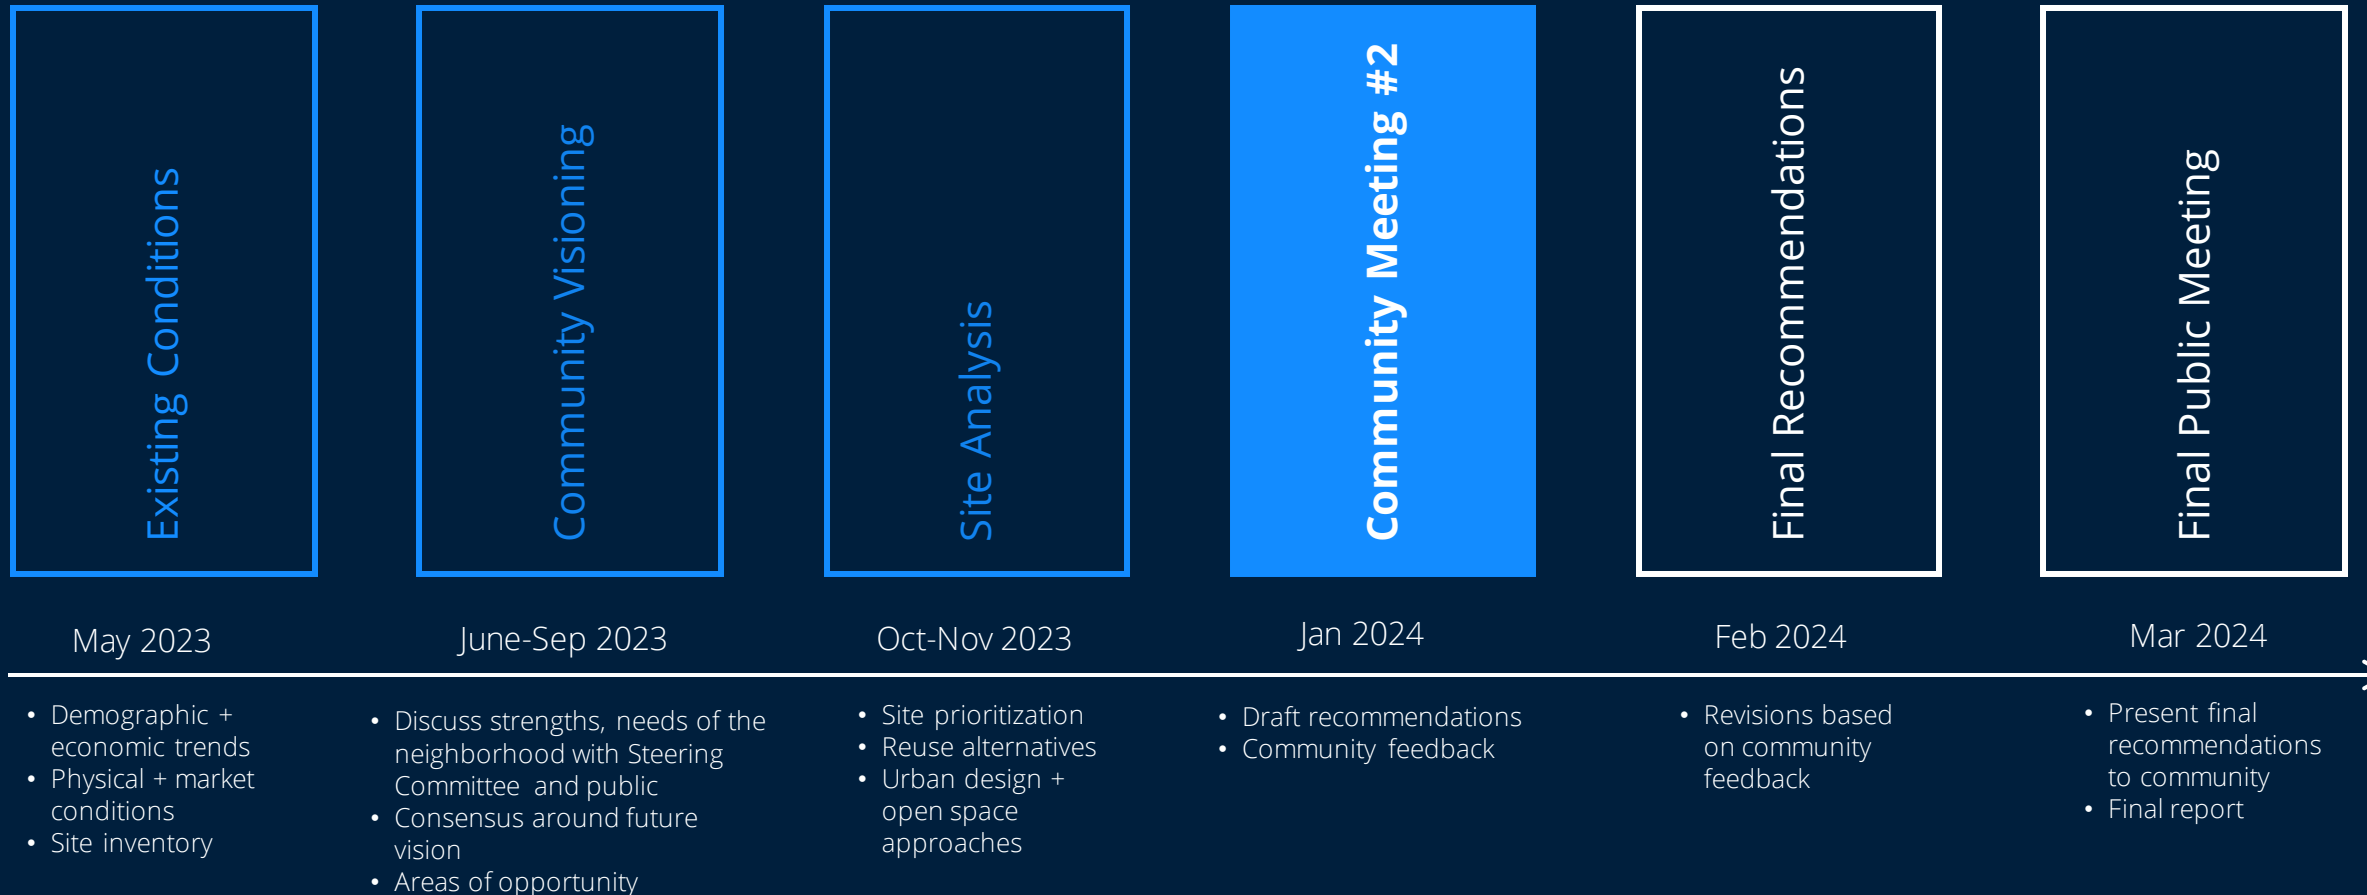 Existing Conditions
Community Visioning
Site Analysis
Community Meeting #2
Final Recommendations
Final Public Meeting
May 2023
June-Sep 2023
Oct-Nov 2023
Jan 2024
Feb 2024
Mar 2024
• Demographic +
economic trends
• Physical + market
conditions
• Site inventory
• Discuss strengths, needs of the
neighborhood with Steering
Committee and public
• Consensus around future
vision
• Areas of opportunity
• Site prioritization
• Reuse alternatives
• Urban design +
open space
approaches
• Draft recommendations
• Community feedback
• Revisions based
on community
feedback
• Present final
recommendations
to community
• Final report